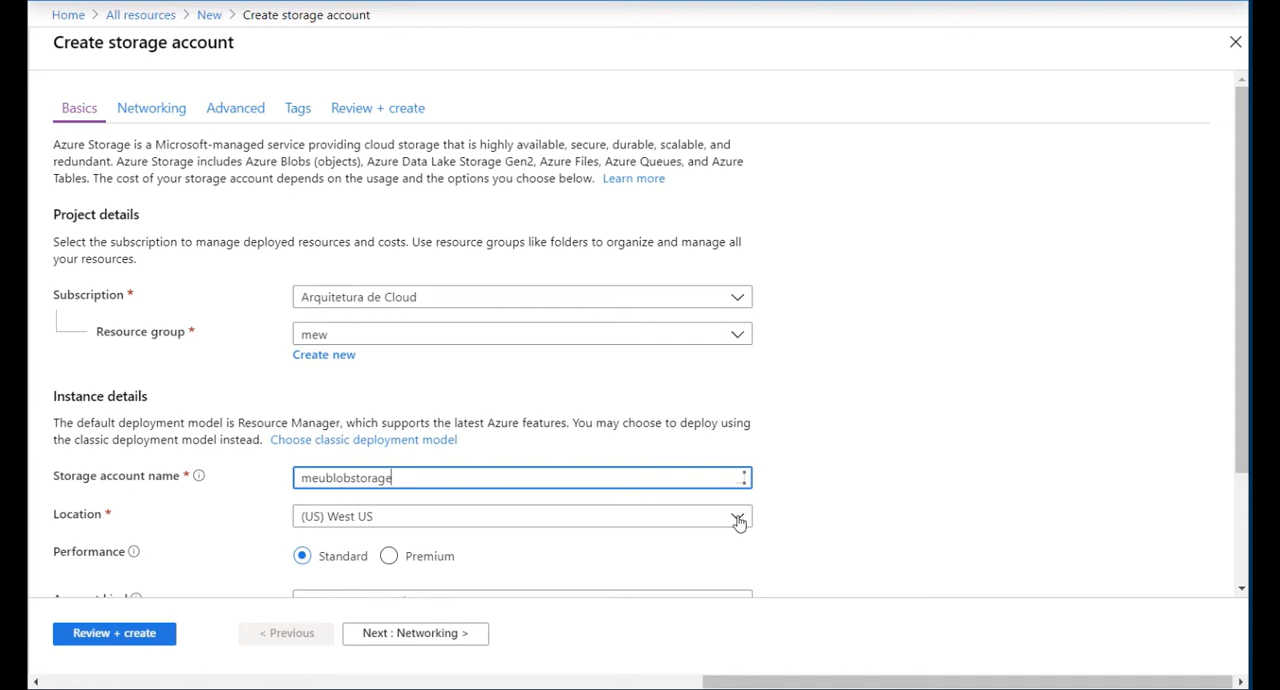 Home > All resources > New > Create storage account
Create storage account
Basics Networking Advanced Tags Review + create
Azure Storage is a Microsoft-managed service providing cloud storage that is highly available, secure, durable, scalable, and
redundant. Azure Storage includes Azure Blobs (objects), Azure Data Lake Storage Gen2, Azure Files, Azure Queues, and Azure
Tables. The cost of your storage account depends on the usage and the options you choose below. Learn more
Project details
Select the subscription to manage deployed resources and costs. Use resource groups like folders to organize and manage all
your resources.
Subscription * Arquitetura de Cloud
Resource group * mew
Create new
Instance details
The default deployment model is Resource Manager, which supports the latest Azure features. You may choose to deploy using
the classic deployment model instead. Choose classic deployment model
Storage account name * meublobstorage
Location * (US) West US
Performance Standard Premium
Review + create < Previous Next : Networking >